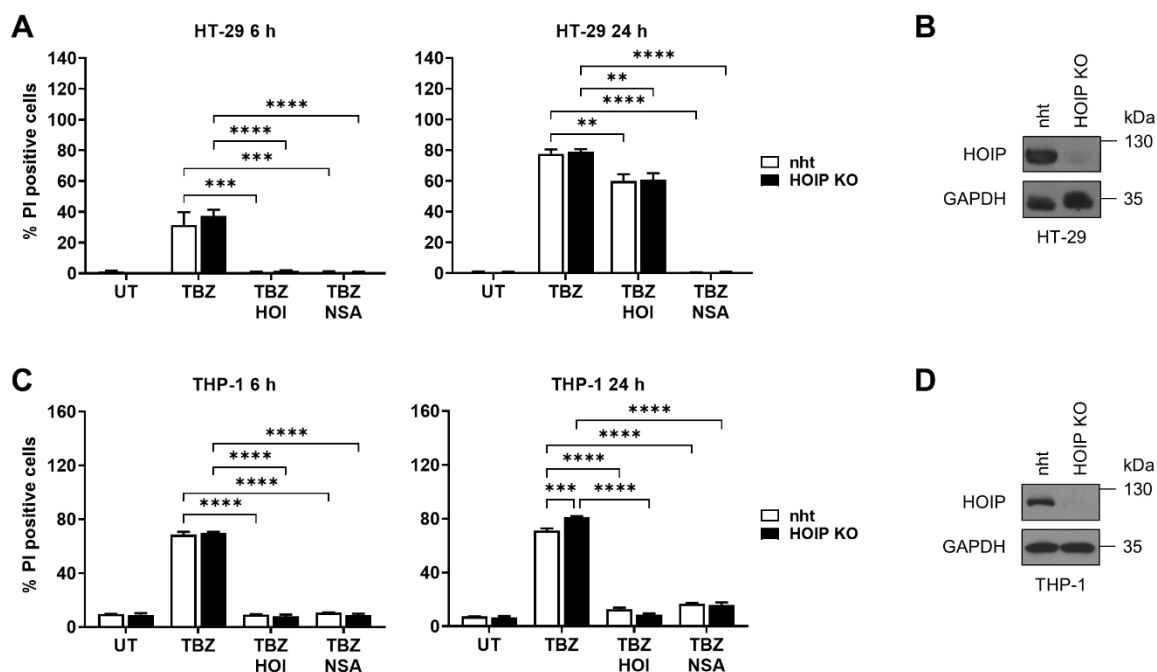 A
HT-29 6 h
% PI positive cells
140
120
100
80
60
40
20
0
****
****
***
***
UT
TBZ
TBZ
HOI
TBZ
NSA
HT-29 24 h
140
120
100
80
60
40
20
0
****
**
****
**
UT
TBZ
TBZ
HOI
TBZ
NSA
nht
HOIP KO
B
nht
HOIP KO
kDa
HOIP
130
GAPDH
35
HT-29
C
THP-1 6 h
% PI positive cells
160
120
80
40
0
****
****
****
****
UT
TBZ
TBZ
HOI
TBZ
NSA
THP-1 24 h
160
120
80
40
0
****
****
****
*** ****
UT
TBZ
TBZ
HOI
TBZ
NSA
nht
HOIP KO
D
nht
HOIP KO
kDa
HOIP
130
GAPDH
35
THP-1